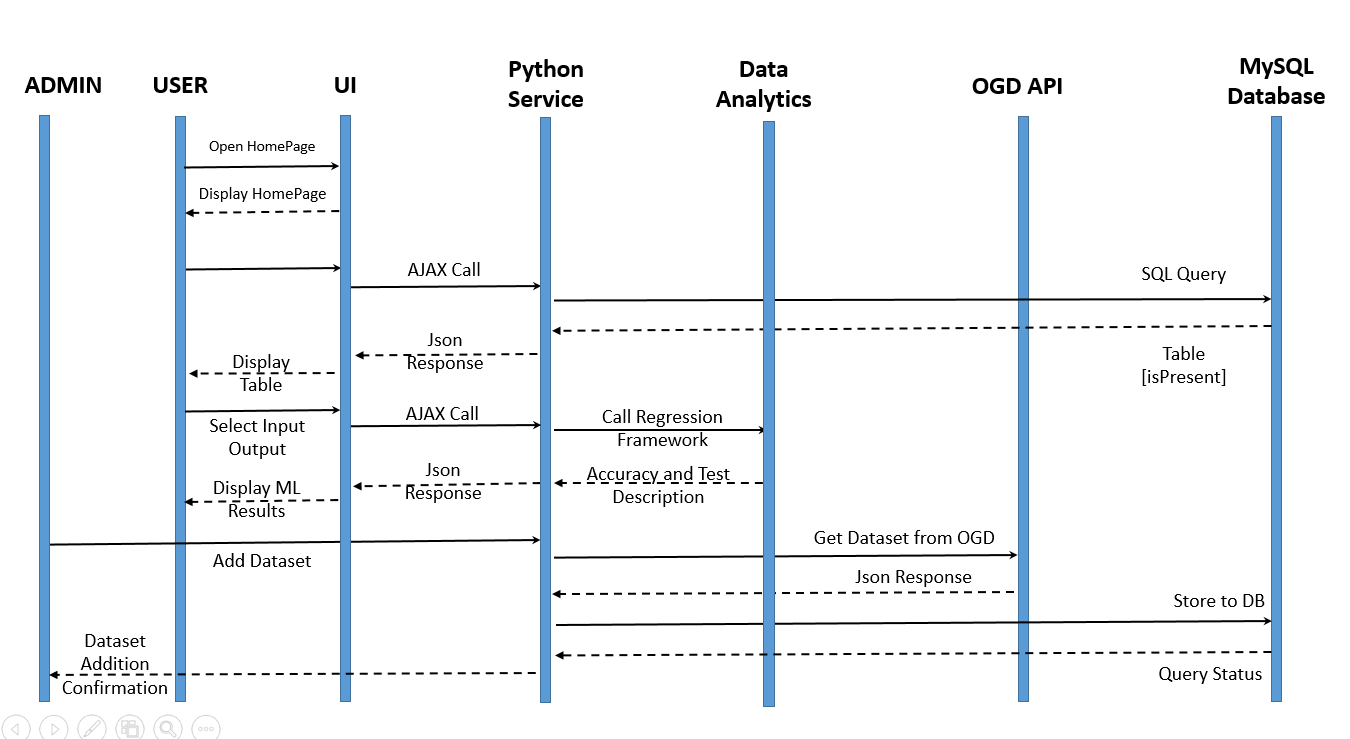 ADMIN
USER
UI
Python
Service
Data
Analytics
OGD API
MySQL
Database
Open HomePage
Display HomePage
AJAX Call
SQL Query
Json
Response
Table
[isPresent]
Display
Table
Select Input
Output
AJAX Call
Call Regression
Framework
Accuracy and Test
Description
Json
Response
Display ML
Results
Add Dataset
Get Dataset from OGD
Json Response
Store to DB
Query Status
Dataset
Addition
Confirmation